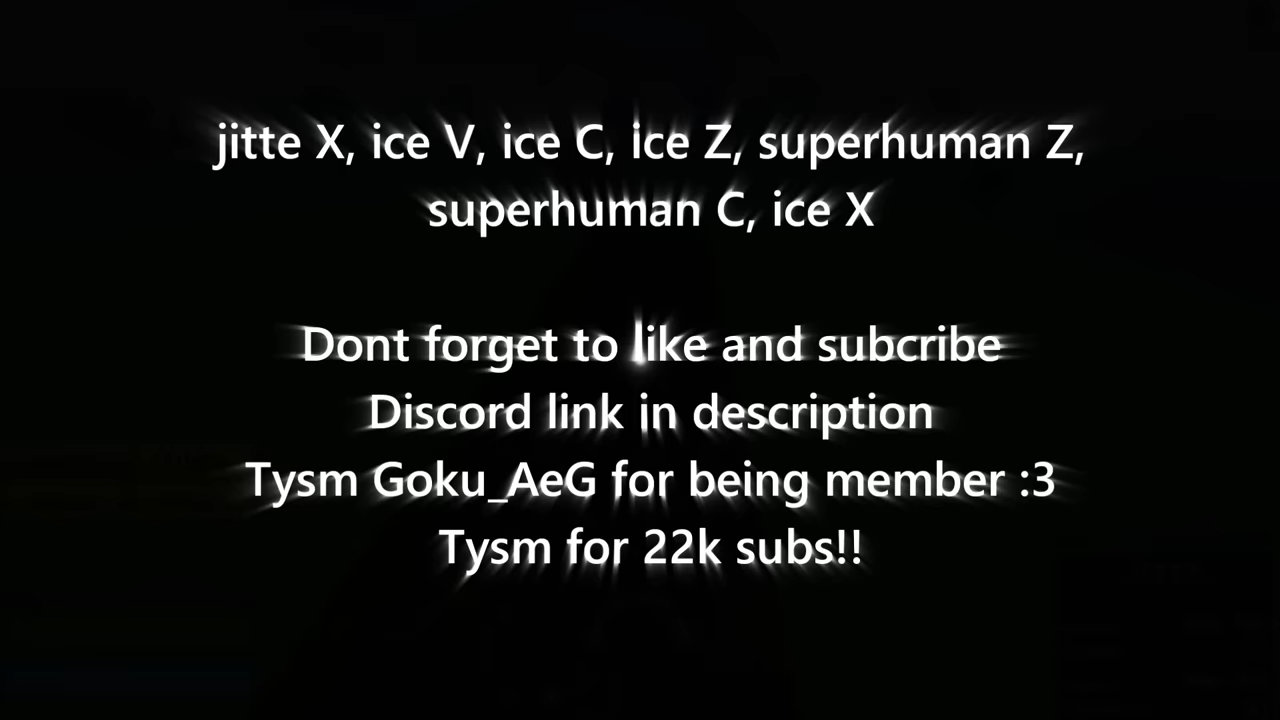 jitte X, ice V, ice C, ice Z, superhuman Z,
superhuman C, ice X
Dont forget to like and subcribe
Discord link in description
Tysm Goku_AeG for being member :3
Tysm for 22k subs!!